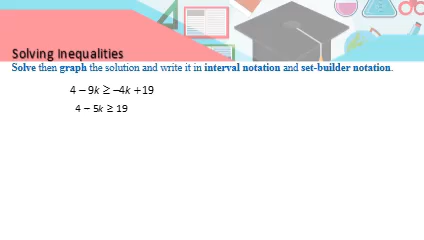 Solving Inequalities
Solve then graph the solution and write it in interval notation and set-builder notation.
4 – 9k ≥ –4k +19
4 – 5k ≥ 19